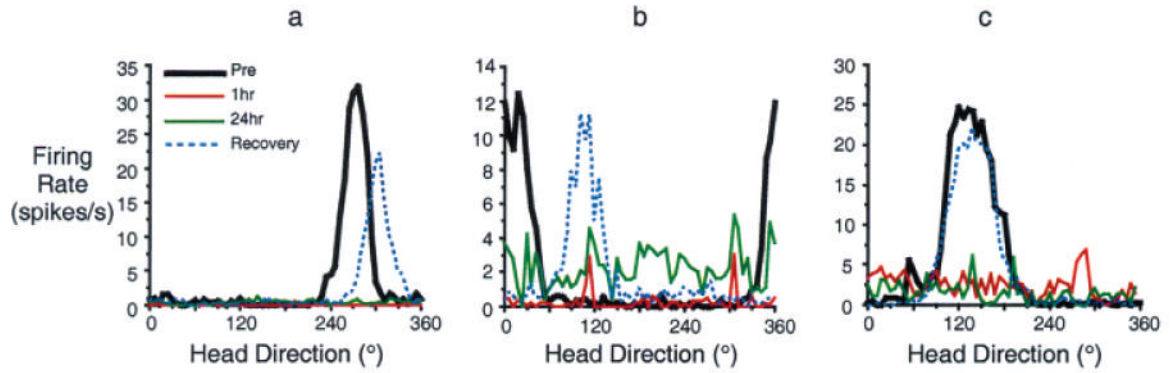 a
b
c
Firing
Rate
(spikes/s)
35
30
25
20
15
10
5
0
Pre
1hr
24hr
Recovery
0
120
240
360
Head Direction (°)
14
12
10
8
6
4
2
0
0
120
240
360
Head Direction (°)
30
25
20
15
10
5
0
0
120
240
360
Head Direction (°)